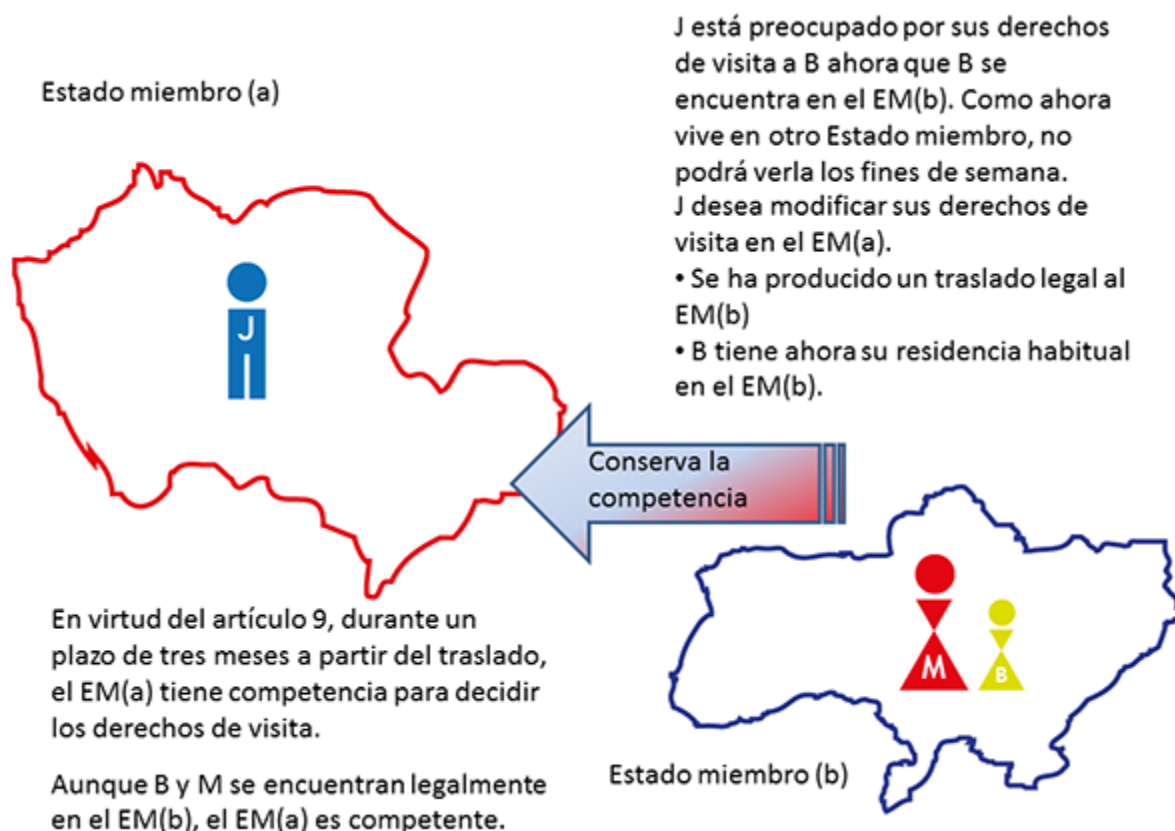 Estado miembro (a)
J está preocupado por sus derechos
de visita a B ahora que B se
encuentra en el EM(b). Como ahora
vive en otro Estado miembro, no
podrá verla los fines de semana.
J desea modificar sus derechos de
visita en el EM(a).
• Se ha producido un traslado legal al
EM(b)
• B tiene ahora su residencia habitual
en el EM(b).
J
Conserva la
competencia
M
B
En virtud del artículo 9, durante un
plazo de tres meses a partir del traslado,
el EM(a) tiene competencia para decidir
los derechos de visita.
Aunque B y M se encuentran legalmente
en el EM(b), el EM(a) es competente.
Estado miembro (b)